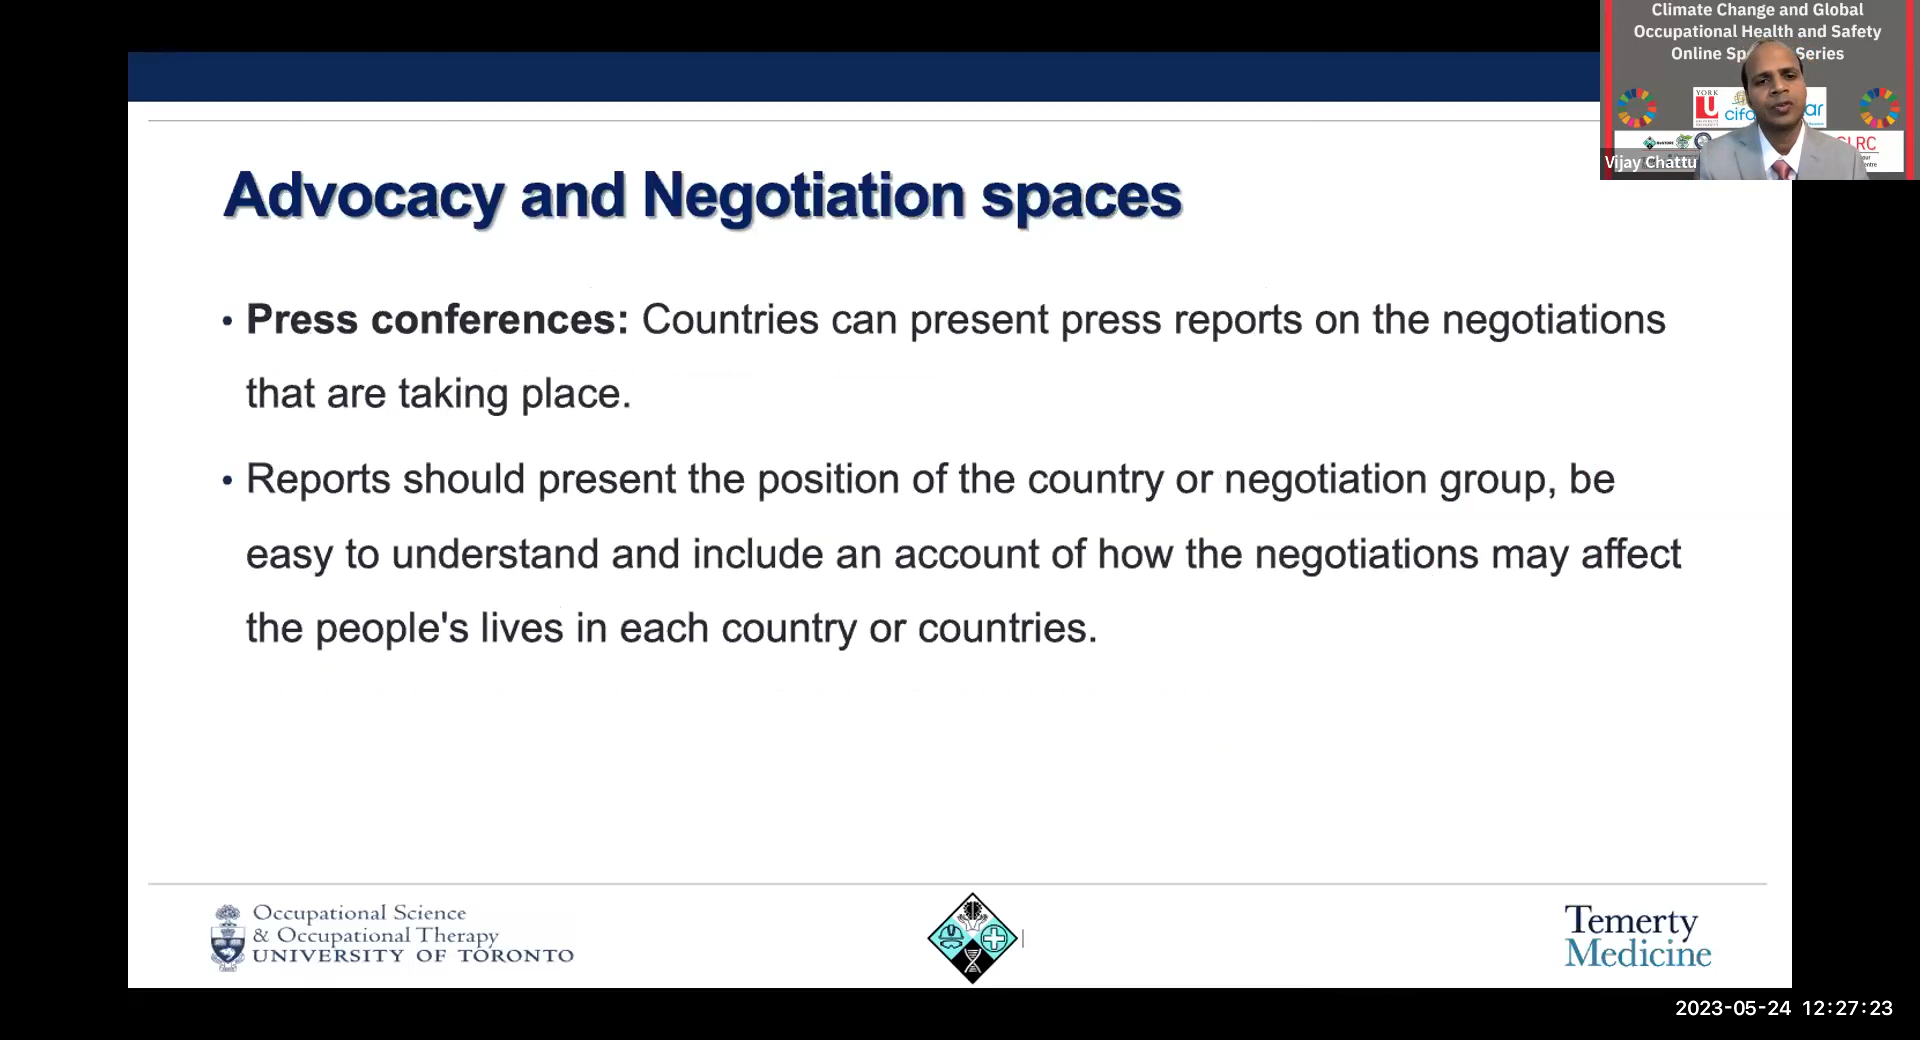 Climate Change and Global
Occupational Health and Safety
Online Sp Series
YORK
U
cifa ar
LRC
Vijay Chattu
Advocacy and Negotiation spaces
• Press conferences: Countries can present press reports on the negotiations
that are taking place.
• Reports should present the position of the country or negotiation group, be
easy to understand and include an account of how the negotiations may affect
the people's lives in each country or countries.
Occupational Science
& Occupational Therapy
UNIVERSITY OF TORONTO
Temerty
Medicine
2023-05-24 12:27:23